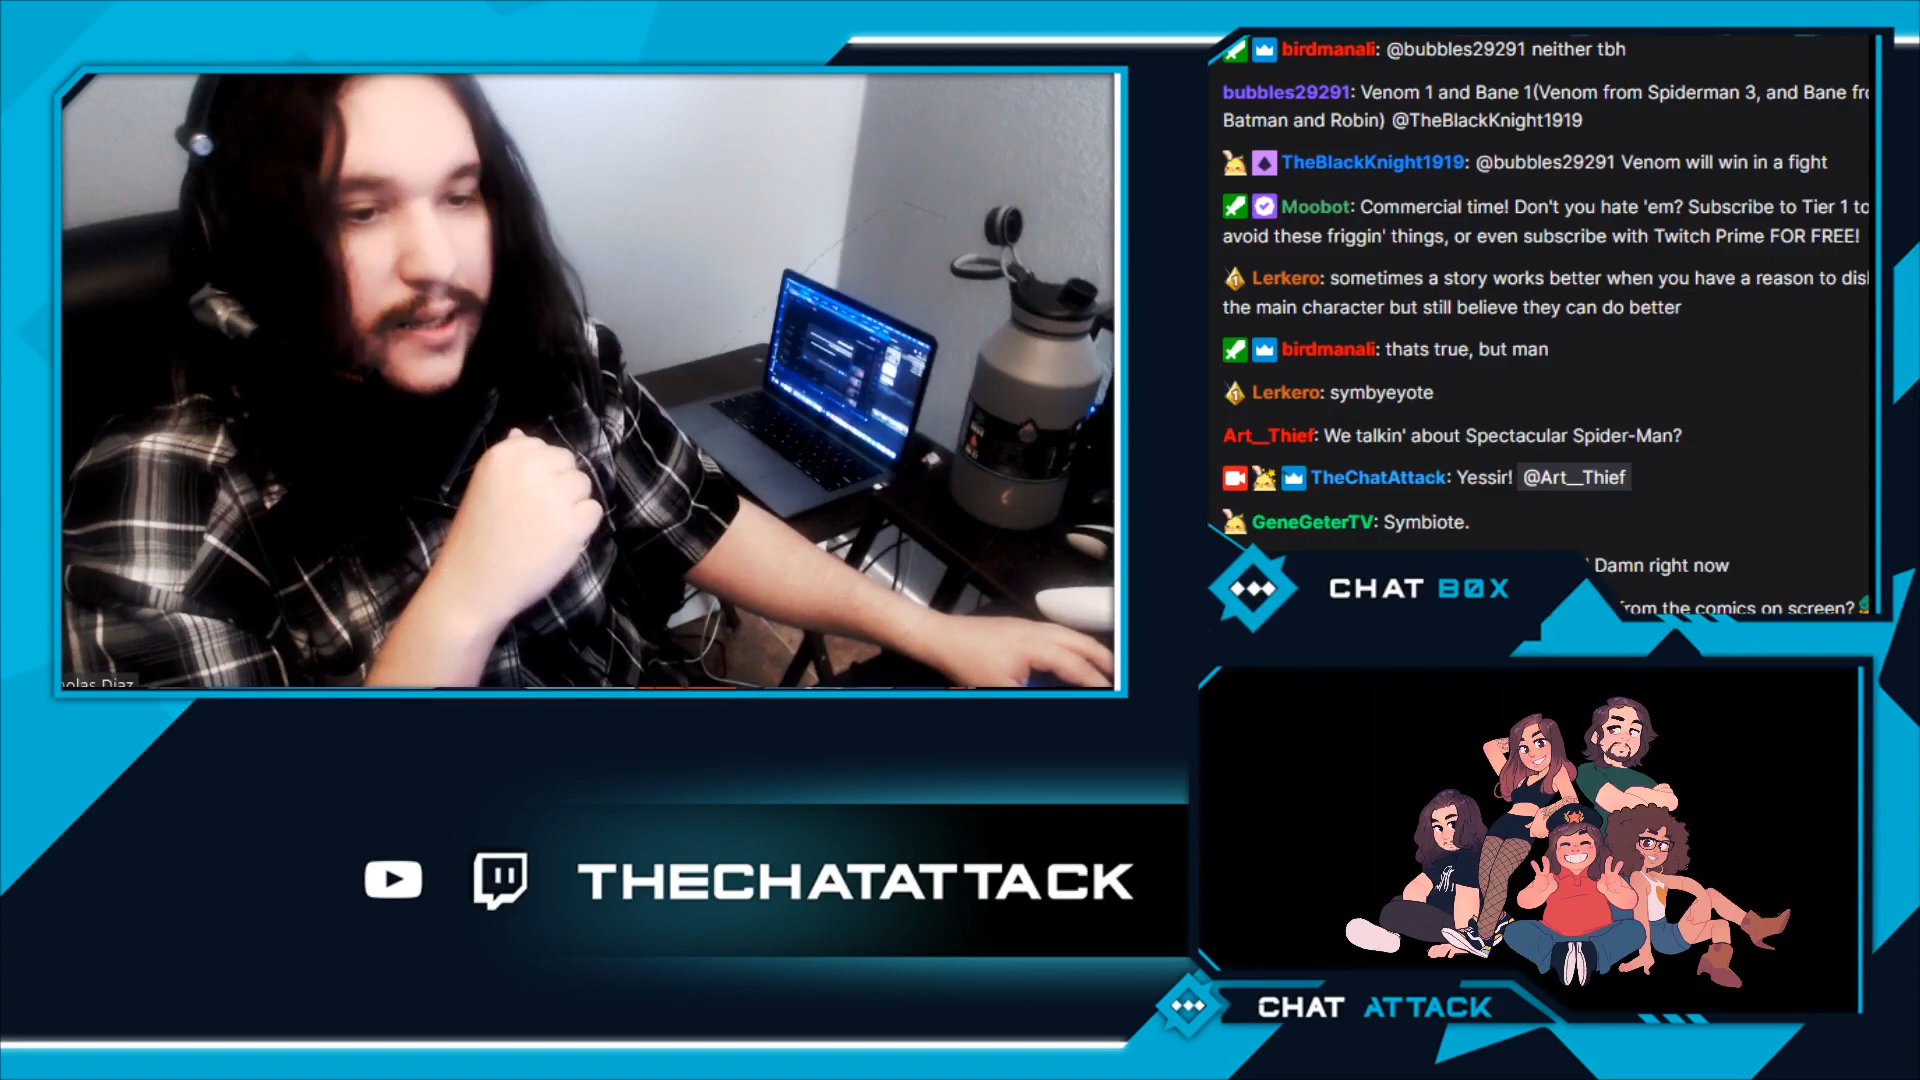 birdmanali: @bubbles29291 neither tbh
bubbles29291: Venom 1 and Bane 1(Venom from Spiderman 3, and Bane
Batman and Robin) @TheBlackKnight1919
TheBlackKnight1919: @bubbles29291 Venom will win in a fight
Moobot: Commercial time! Don't you hate 'em? Subscribe to Tier 1 to
avoid these friggin' things, or even subscribe with Twitch Prime FOR FREE!
Lerkero: sometimes a story works better when you have a reason to
the main character but still believe they can do better
birdmanali: thats true, but man
Lerkero: symbyeyote
Art__Thief: We talkin' about Spectacular Spider-Man?
TheChatAttack: Yessir! @Art__Thief
GeneGeterTV: Symbiote.
Damn right now
from the comics on screen?
CHAT BOX
olas Diaz
THECHATATTACK
CHAT ATTACK